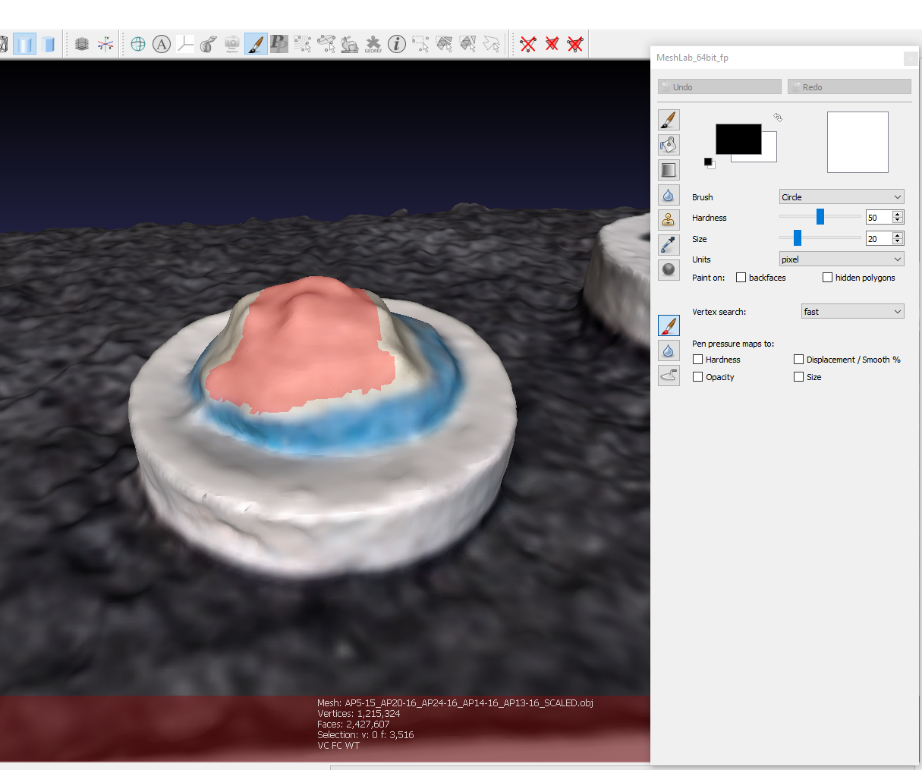 MeshLab_64bit_fp
Undo
Redo
Brush
Circle
Hardness
50
Size
20
Units
pixel
Paint on:
backfaces
hidden polygons
Vertex search:
fast
Pen pressure maps to:
Hardness
Displacement / Smooth %
Opacity
Size
Mesh: AP5-15_AP20-16_AP24-16_AP14-16_AP13-16_SCALED.obj
Vertices: 1,215,324
Faces: 2,427,607
Selection: v: 0 f: 3,516
VC FC WT